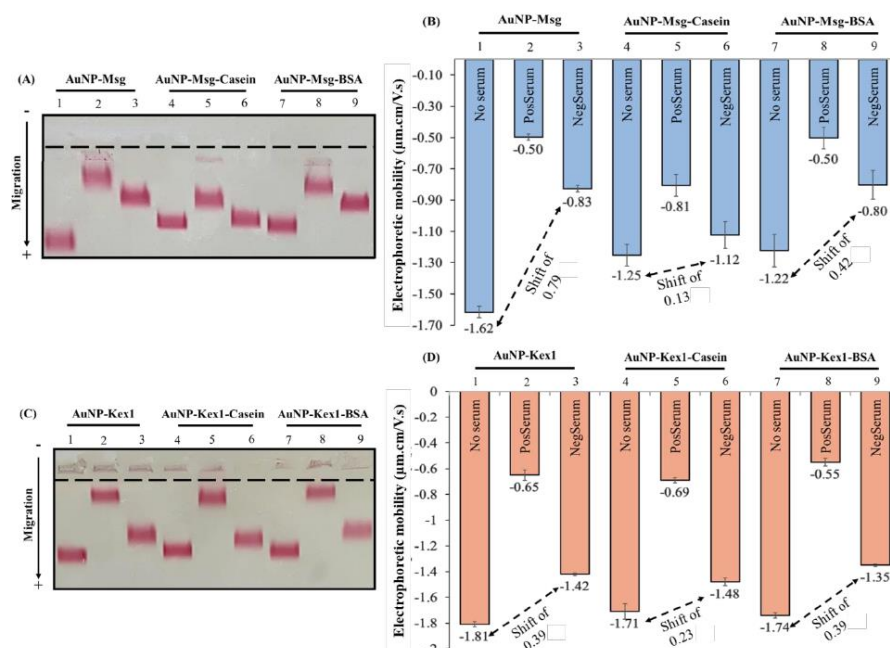 (A)
AuNP-Msg AuNP-Msg-Casein AuNP-Msg-BSA
1 2 3 4 5 6 7 8 9
-
Migration
+
(B)
AuNP-Msg AuNP-Msg-Casein AuNP-Msg-BSA
1 2 3 4 5 6 7 8 9
Electrophoretic mobility (µm.cm/V.s)
-0.10
-0.30
-0.50
-0.70
-0.90
-1.10
-1.30
-1.50
-1.70
No serum
PosSerum
NegSerum
No serum
PosSerum
NegSerum
No serum
PosSerum
NegSerum
-1.62
-0.50
-0.83
-1.25
-0.81
-1.12
-1.22
-0.50
-0.80
Shift of
0.79
Shift of
0.13
Shift of
0.42
(C)
AuNP-Kex1 AuNP-Kex1-Casein AuNP-Kex1-BSA
1 2 3 4 5 6 7 8 9
-
Migration
+
(D)
AuNP-Kex1 AuNP-Kex1-Casein AuNP-Kex1-BSA
1 2 3 4 5 6 7 8 9
Electrophoretic mobility (µm.cm/V.s)
0
-0.2
-0.4
-0.6
-0.8
-1
-1.2
-1.4
-1.6
-1.8
No serum
PosSerum
NegSerum
No serum
PosSerum
NegSerum
No serum
PosSerum
NegSerum
-1.81
-0.65
-1.42
-1.71
-0.69
-1.48
-1.74
-0.55
-1.35
Shift of
0.39
Shift of
0.23
Shift of
0.39